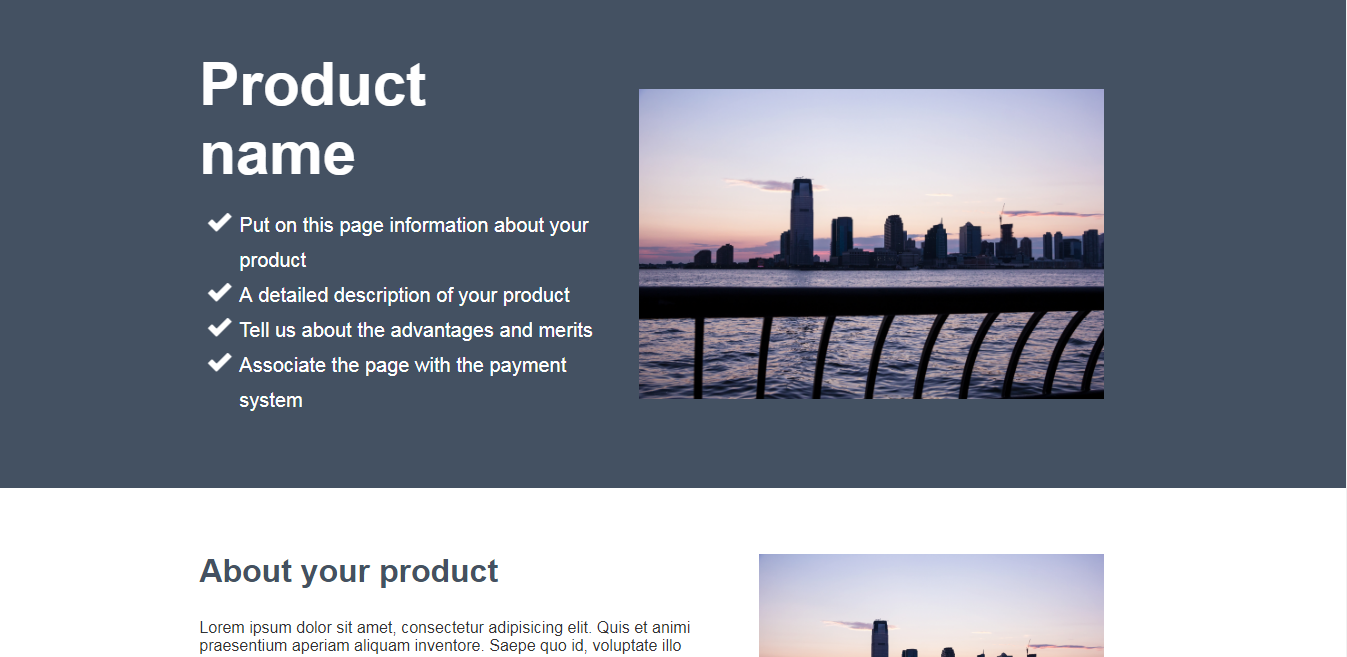 Product
name
Put on this page information about your
product
A detailed description of your product
Tell us about the advantages and merits
Associate the page with the payment
system
About your product
Lorem ipsum dolor sit amet, consectetur adipisicing elit. Quis et animi
praesentium aperiam aliquam inventore. Saepe quo id, voluptate illo